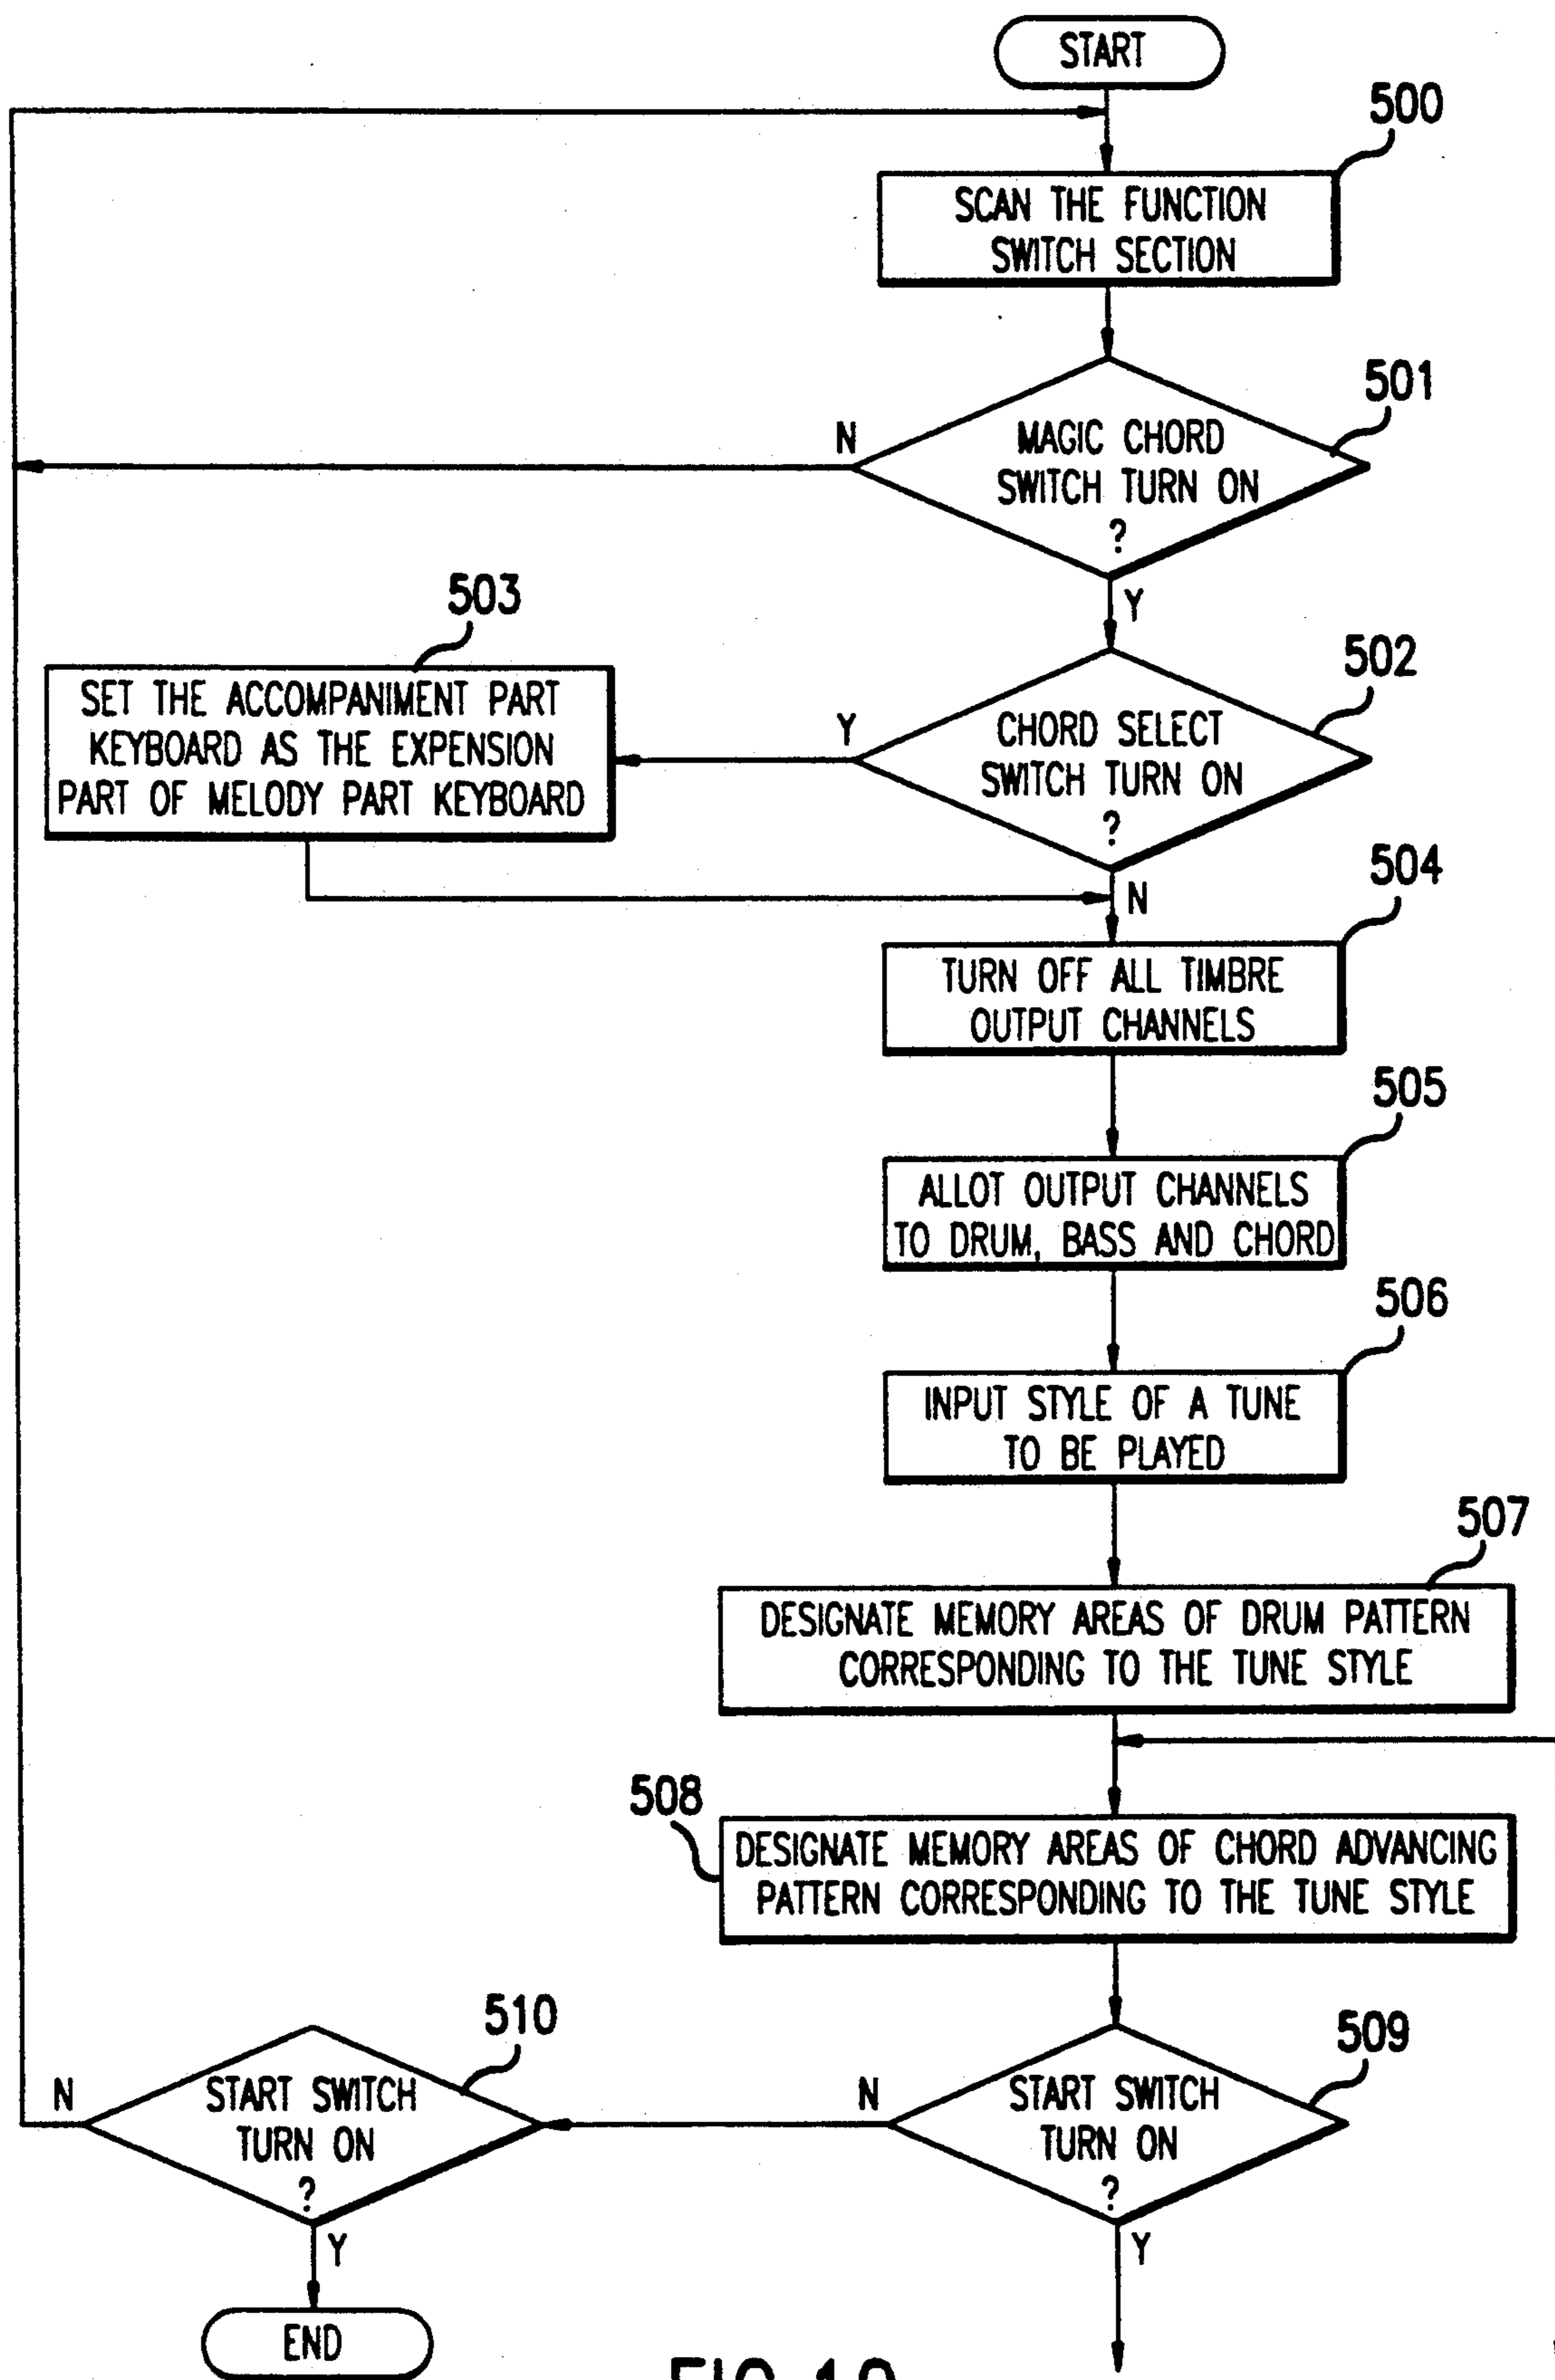 START
500
SCAN THE FUNCTION
SWITCH SECTION
501
N
MAGIC CHORD
SWITCH TURN ON
?
Y
503
SET THE ACCOMPANIMENT PART
KEYBOARD AS THE EXPENSION
PART OF MELODY PART KEYBOARD
502
Y
CHORD SELECT
SWITCH TURN ON
?
N
504
TURN OFF ALL TIMBRE
OUTPUT CHANNELS
505
ALLOT OUTPUT CHANNELS
TO DRUM, BASS AND CHORD
506
INPUT STYLE OF A TUNE
TO BE PLAYED
507
DESIGNATE MEMORY AREAS OF DRUM PATTERN
CORRESPONDING TO THE TUNE STYLE
508
DESIGNATE MEMORY AREAS OF CHORD ADVANCING
PATTERN CORRESPONDING TO THE TUNE STYLE
510
N
START SWITCH
TURN ON
?
Y
END
509
N
START SWITCH
TURN ON
?
Y